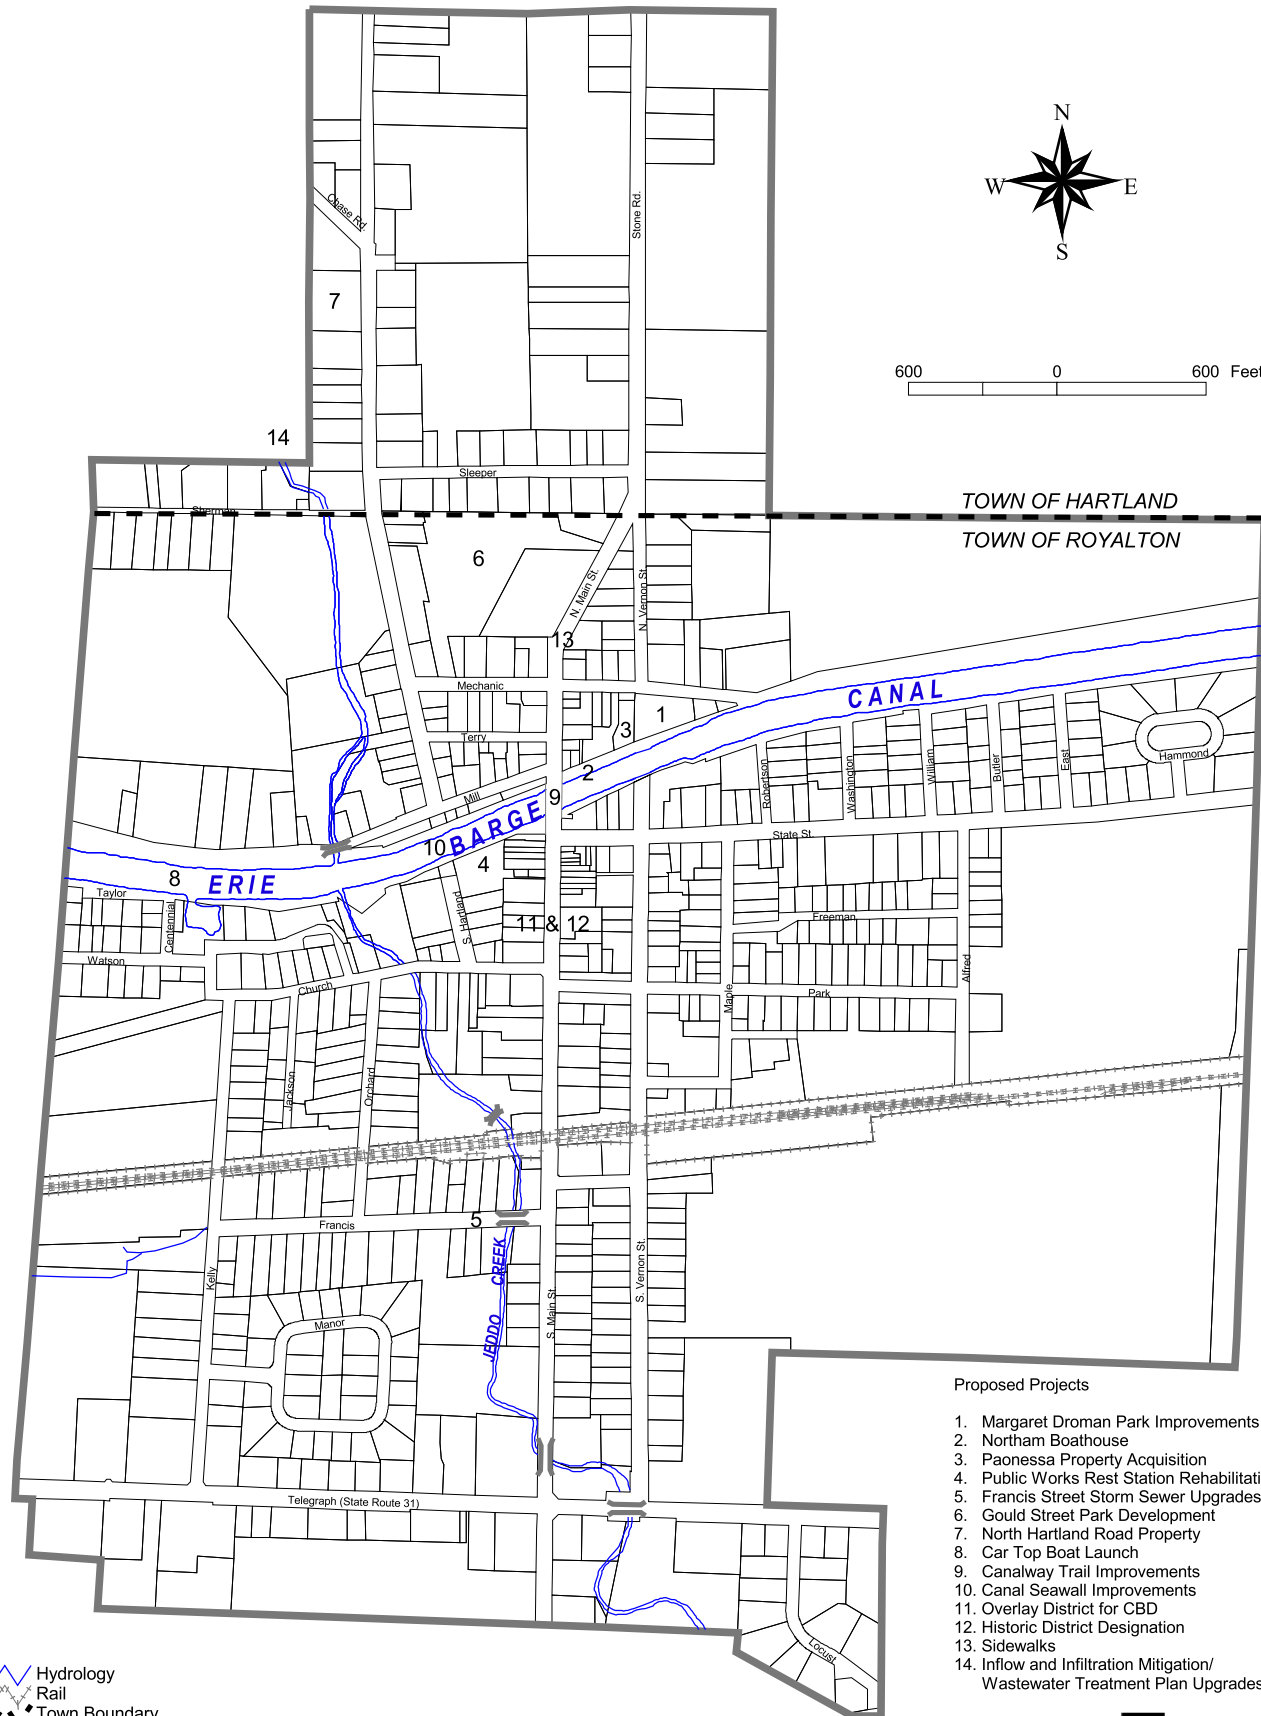 N
W
E
S
Stone Rd.
Chase Rd.
7
600 0 600 Feet
14
Sleeper
TOWN OF HARTLAND
Sherman
TOWN OF ROYALTON
6
N. Main St.
N. Vernon St.
13
Mechanic
CANAL
1
3
Terry
2
Robertson
Washington
William
Butler
East
Hammond
9
Mill
BARGE
State St.
10
4
8
ERIE
Taylor
Centennial
S. Hartland
11 & 12
Freeman
Watson
Church
Maple
Park
Alfred
Jackson
Orchard
5
Francis
CREEK
S. Vernon St.
Kelly
S. Main St.
Manor
JEDDO
Telegraph (State Route 31)
Locust
Proposed Projects
1. Margaret Droman Park Improvements
2. Northam Boathouse
3. Paonessa Property Acquisition
4. Public Works Rest Station Rehabilitati
5. Francis Street Storm Sewer Upgrades
6. Gould Street Park Development
7. North Hartland Road Property
8. Car Top Boat Launch
9. Canalway Trail Improvements
10. Canal Seawall Improvements
11. Overlay District for CBD
12. Historic District Designation
13. Sidewalks
14. Inflow and Infiltration Mitigation/
Wastewater Treatment Plan Upgrades
Hydrology
Rail
Town Boundary